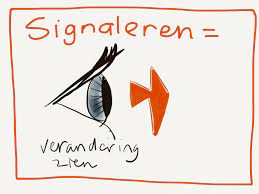 Signaleren =
verandering
zien